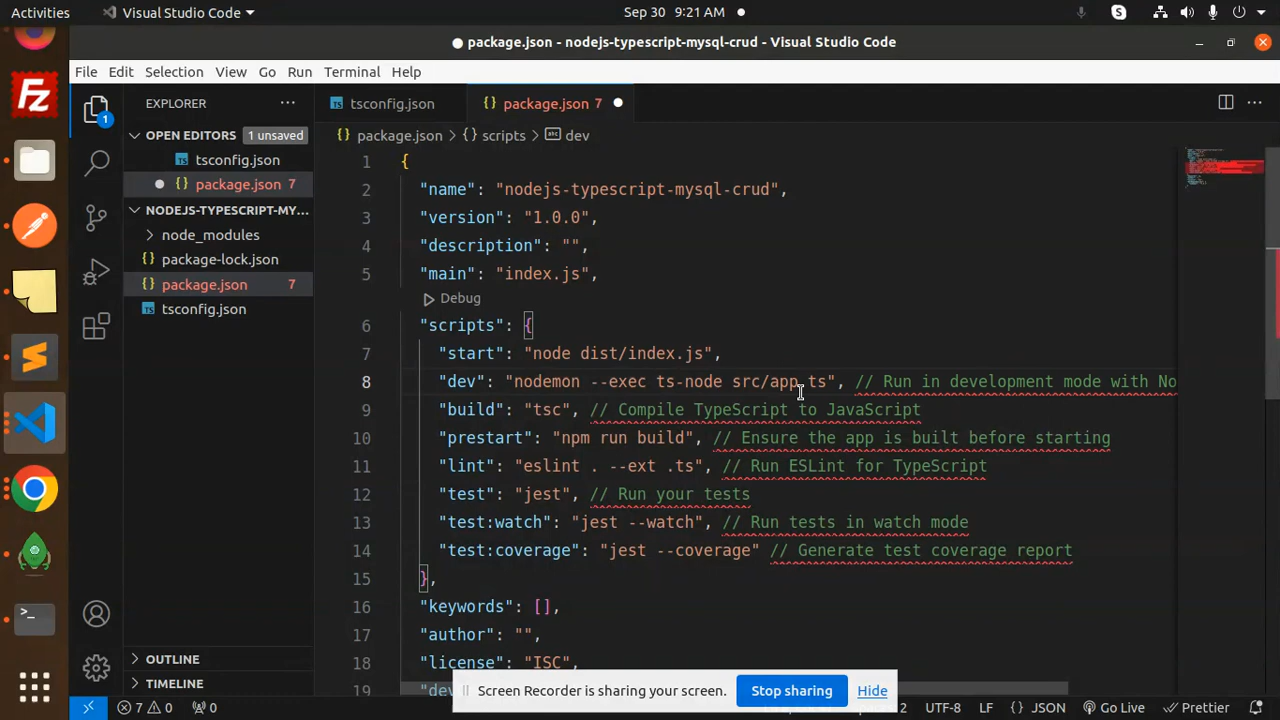 Activities
Visual Studio Code
Sep 30 9:21 AM
package.json - nodejs-typescript-mysql-crud - Visual Studio Code
File Edit Selection View Go Run Terminal Help
EXPLORER
OPEN EDITORS 1 unsaved
tsconfig.json
package.json 7
NODEJS-TYPESCRIPT-MY...
node_modules
package-lock.json
package.json 7
tsconfig.json
OUTLINE
TIMELINE
tsconfig.json package.json 7
package.json > {} scripts > abc dev
1 {
2 "name": "nodejs-typescript-mysql-crud",
3 "version": "1.0.0",
4 "description": "",
5 "main": "index.js",
Debug
6 "scripts": {
7 "start": "node dist/index.js",
8 "dev": "nodemon --exec ts-node src/app.ts", // Run in development mode with No
9 "build": "tsc", // Compile TypeScript to JavaScript
10 "prestart": "npm run build", // Ensure the app is built before starting
11 "lint": "eslint . --ext .ts", // Run ESLint for TypeScript
12 "test": "jest", // Run your tests
13 "test:watch": "jest --watch", // Run tests in watch mode
14 "test:coverage": "jest --coverage" // Generate test coverage report
15 },
16 "keywords": [],
17 "author": "",
18 "license": "ISC",
19
Screen Recorder is sharing your screen. Stop sharing Hide
7 0 0 UTF-8 LF {} JSON Go Live Prettier